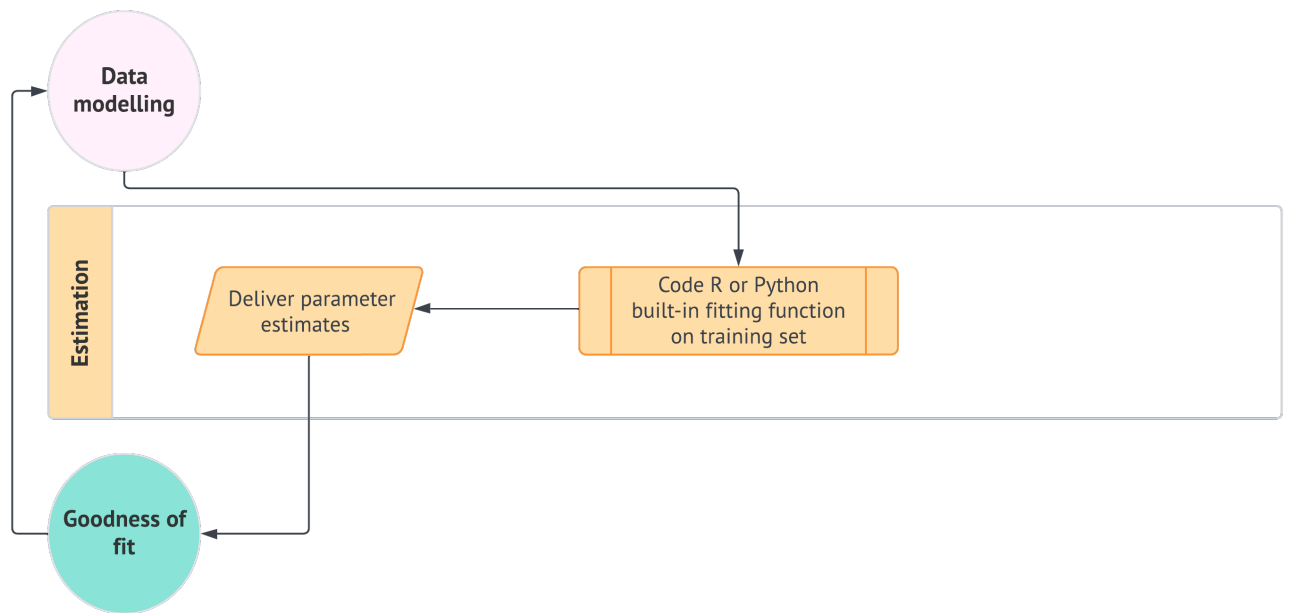 Data
modelling
Estimation
Deliver parameter
estimates
Code R or Python
built-in fitting function
on training set
Goodness of
fit